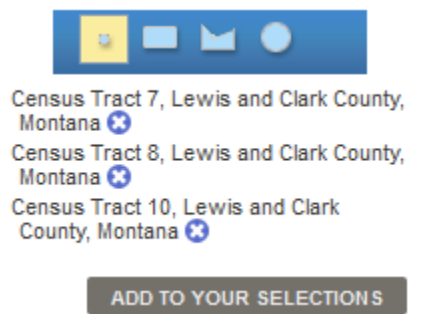 Census Tract 7, Lewis and Clark County,
Montana
Census Tract 8, Lewis and Clark County,
Montana
Census Tract 10, Lewis and Clark
County, Montana
ADD TO YOUR SELECTIONS